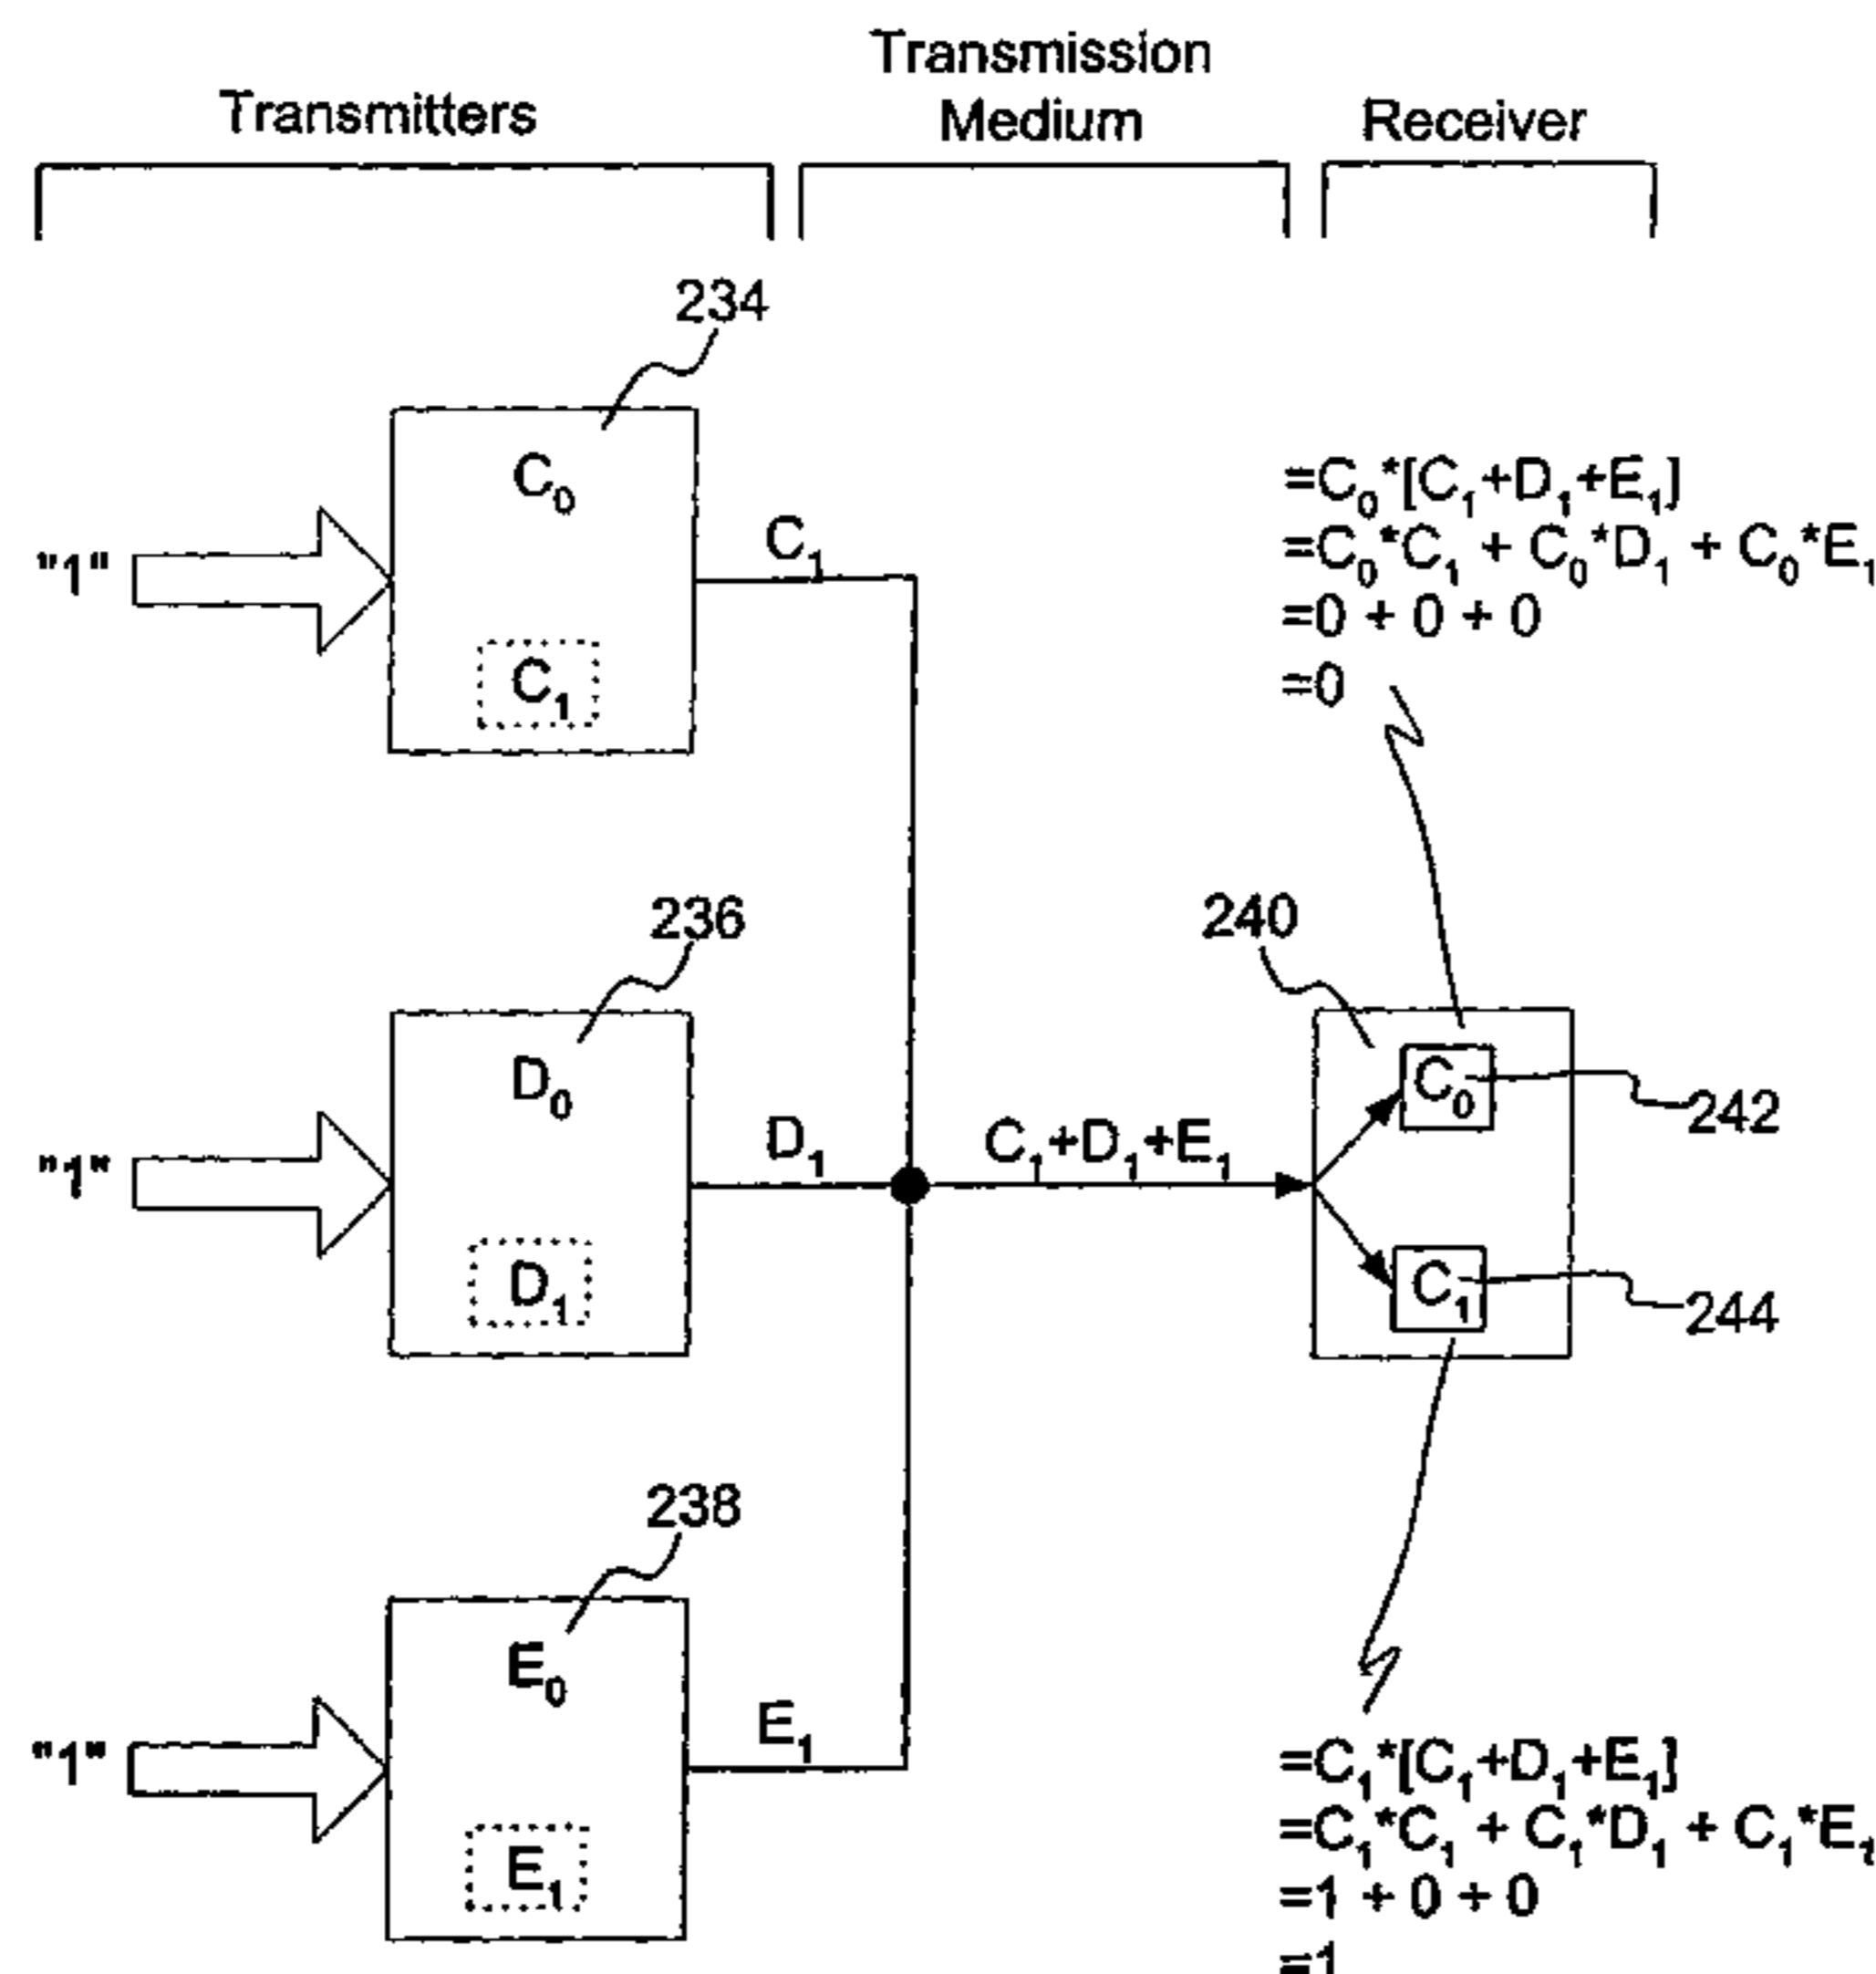 Transmitters
Transmission
Medium
Receiver
234
C₀
"1"
C₁
C₁
=C₀*[C₁+D₁+E₁]
=C₀*C₁ + C₀*D₁ + C₀*E₁
=0 + 0 + 0
=0
236
D₀
"1"
D₁
D₁
C₁+D₁+E₁
240
C₀
242
C₁
244
238
E₀
"1"
E₁
E₁
=C₁*[C₁+D₁+E₁]
=C₁*C₁ + C₁*D₁ + C₁*E₁
=1 + 0 + 0
=1